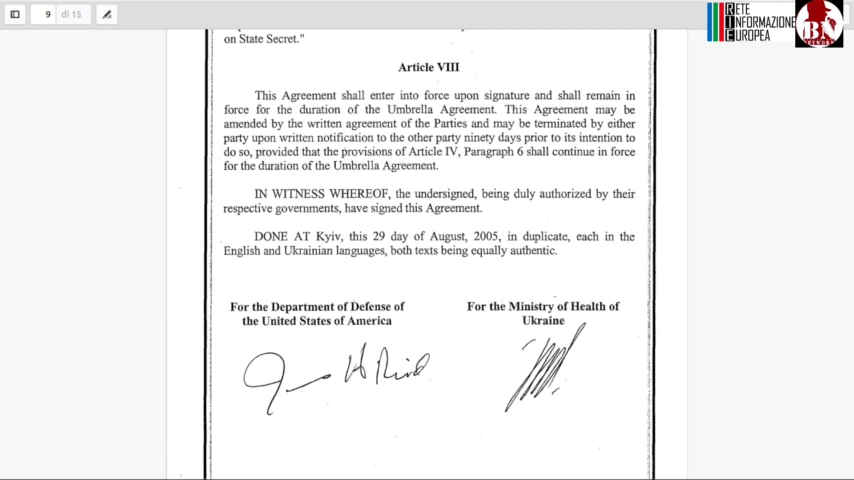 9 di 15
RETE
INFORMAZIONE
EUROPEA
BN
NETWORK
on State Secret."
Article VIII
This Agreement shall enter into force upon signature and shall remain in
force for the duration of the Umbrella Agreement. This Agreement may be
amended by the written agreement of the Parties and may be terminated by either
party upon written notification to the other party ninety days prior to its intention to
do so, provided that the provisions of Article IV, Paragraph 6 shall continue in force
for the duration of the Umbrella Agreement.
IN WITNESS WHEREOF, the undersigned, being duly authorized by their
respective governments, have signed this Agreement.
DONE AT Kyiv, this 29 day of August, 2005, in duplicate, each in the
English and Ukrainian languages, both texts being equally authentic.
For the Department of Defense of
the United States of America
For the Ministry of Health of
Ukraine